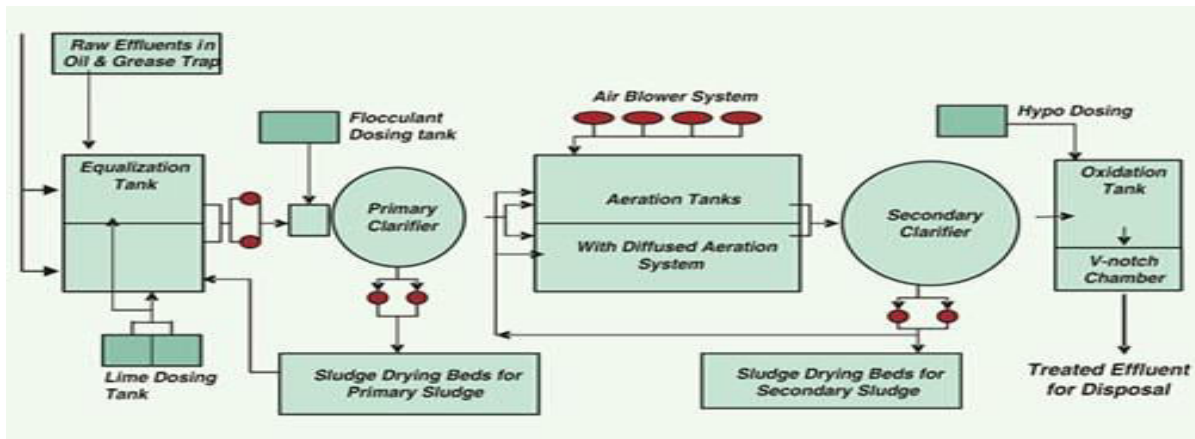 Raw Effluents in
Oil & Grease Trap
Flocculant
Dosing tank
Air Blower System
Hypo Dosing
Equalization
Tank
Primary
Clarifier
Aeration Tanks
With Diffused Aeration
System
Secondary
Clarifier
Oxidation
Tank
V-notch
Chamber
Lime Dosing
Tank
Sludge Drying Beds for
Primary Sludge
Sludge Drying Beds for
Secondary Sludge
Treated Effluent
for Disposal